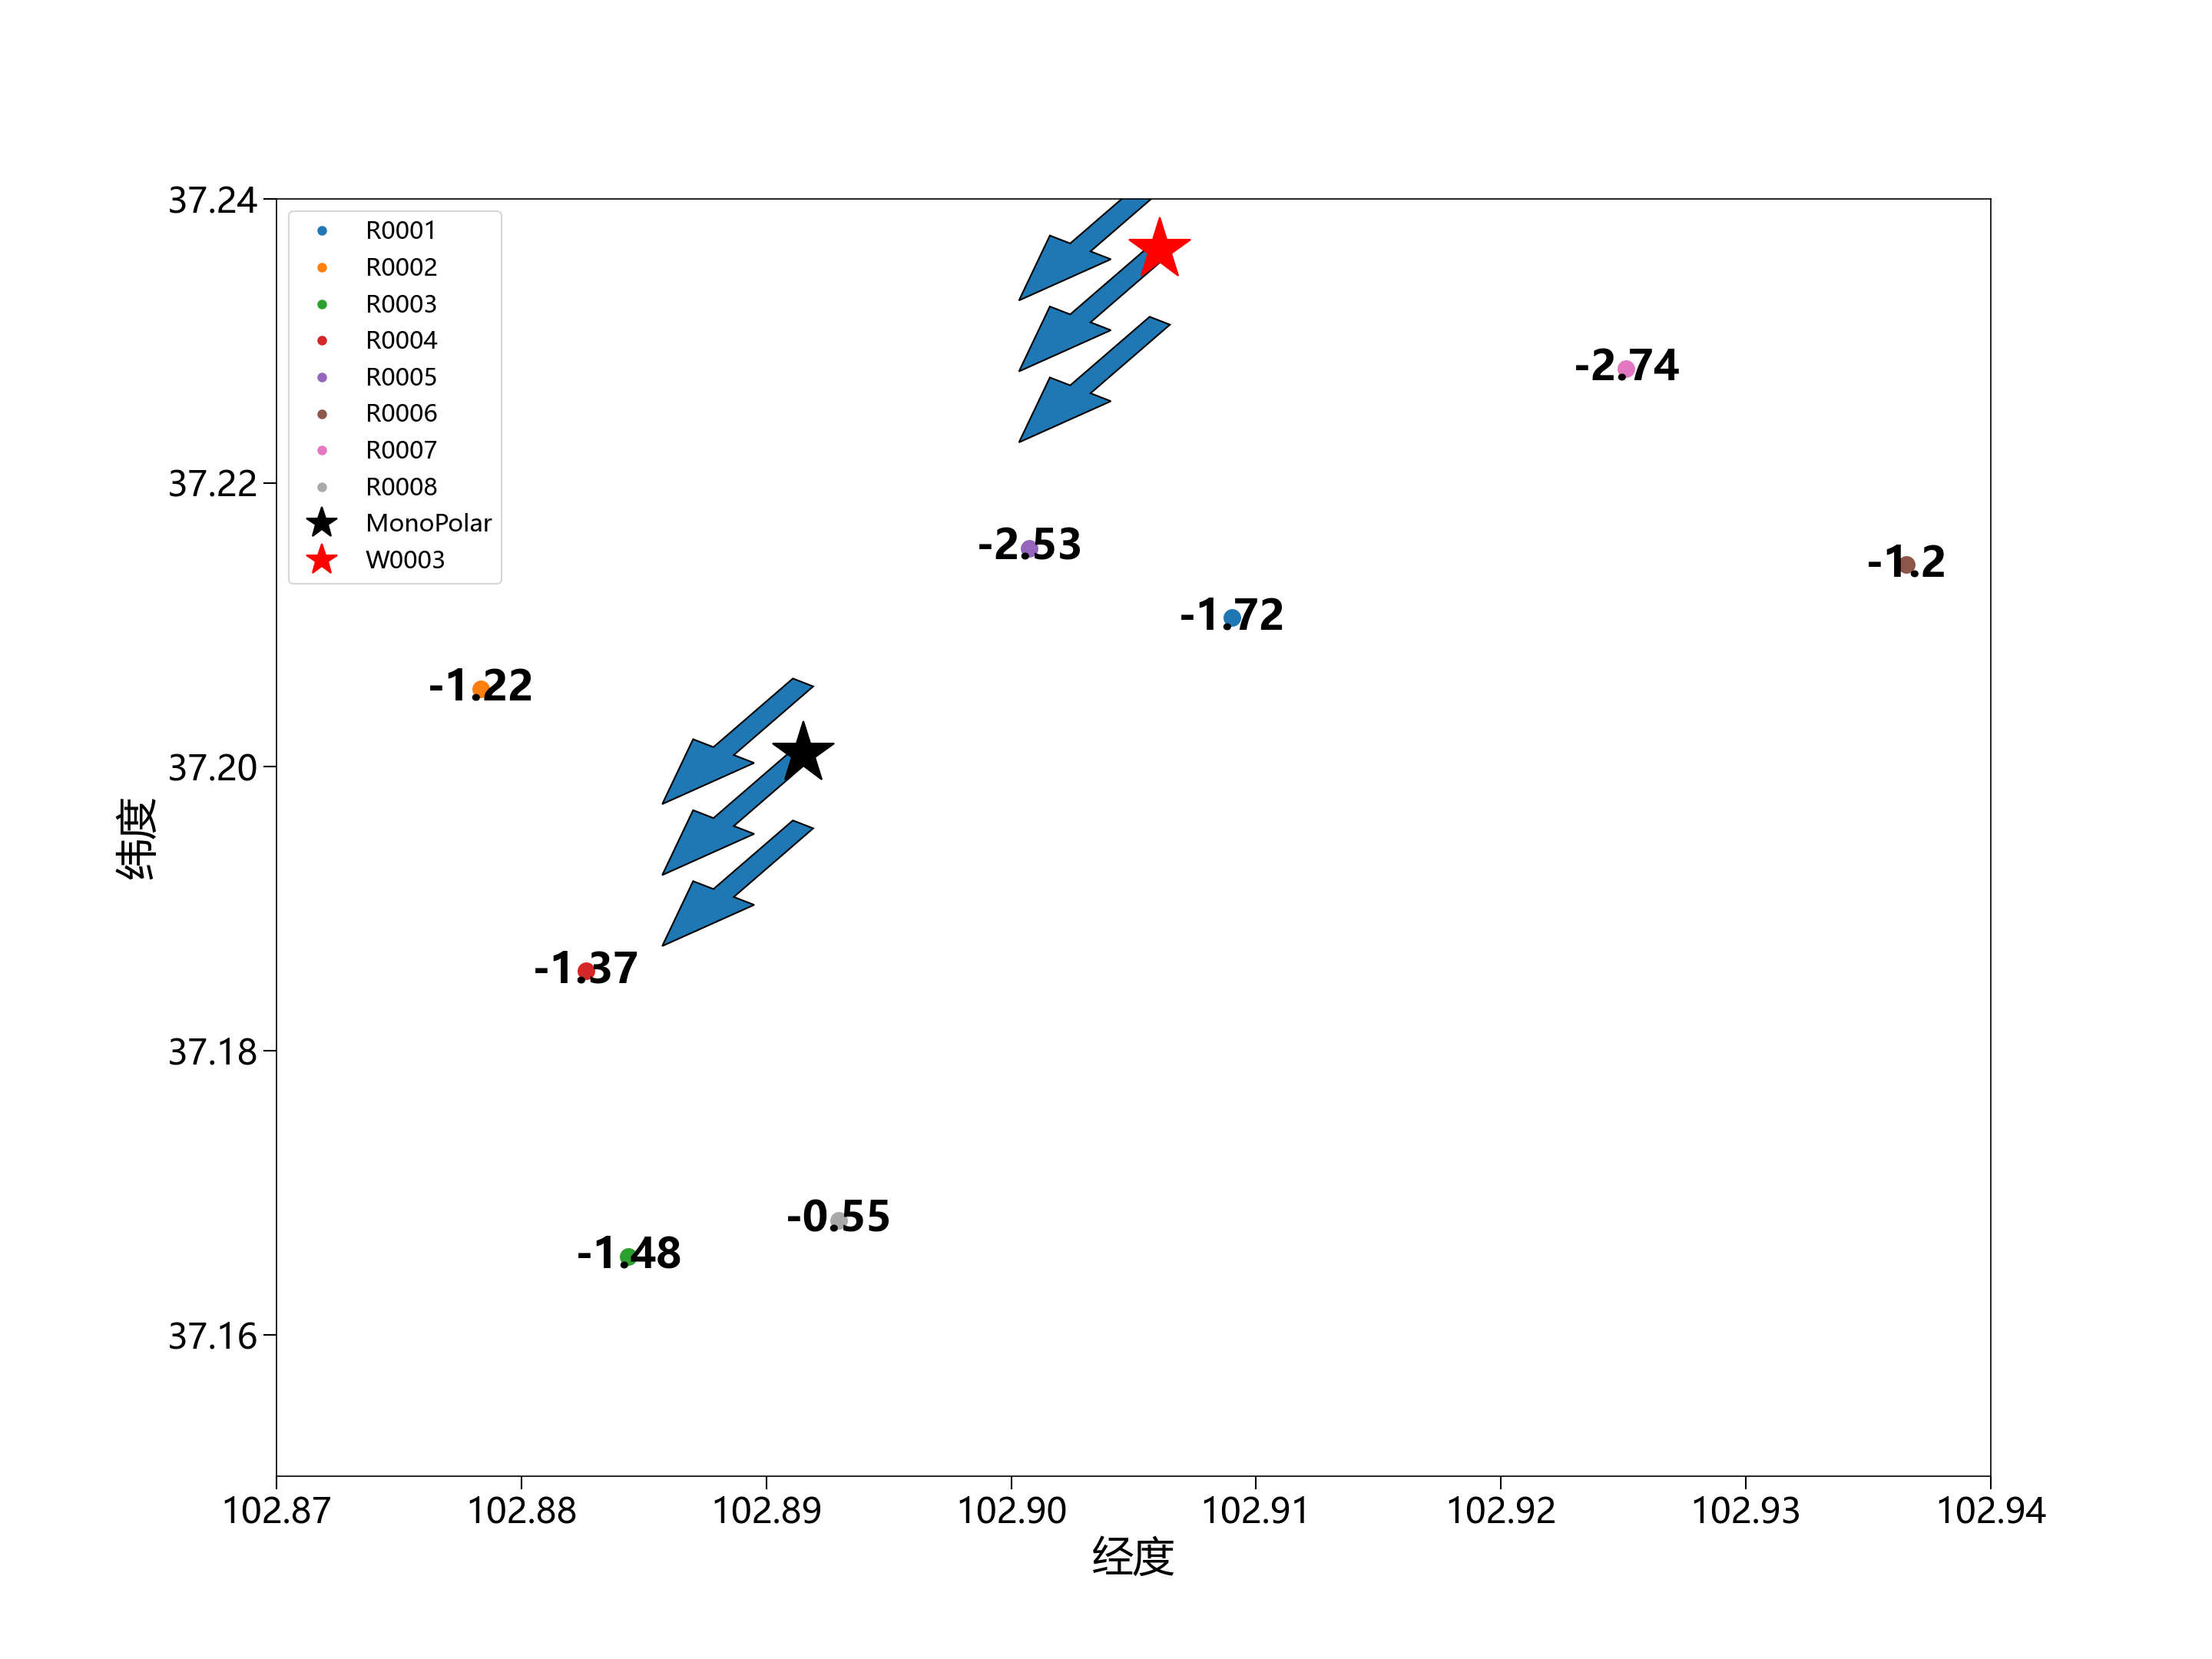 37.24
37.22
37.20
37.18
37.16
纬度
R0001
R0002
R0003
R0004
R0005
R0006
R0007
R0008
MonoPolar
W0003
-2.74
-2.53
-1.2
-1.72
-1.22
-1.37
-0.55
-1.48
102.87 102.88 102.89 102.90 102.91 102.92 102.93 102.94
经度